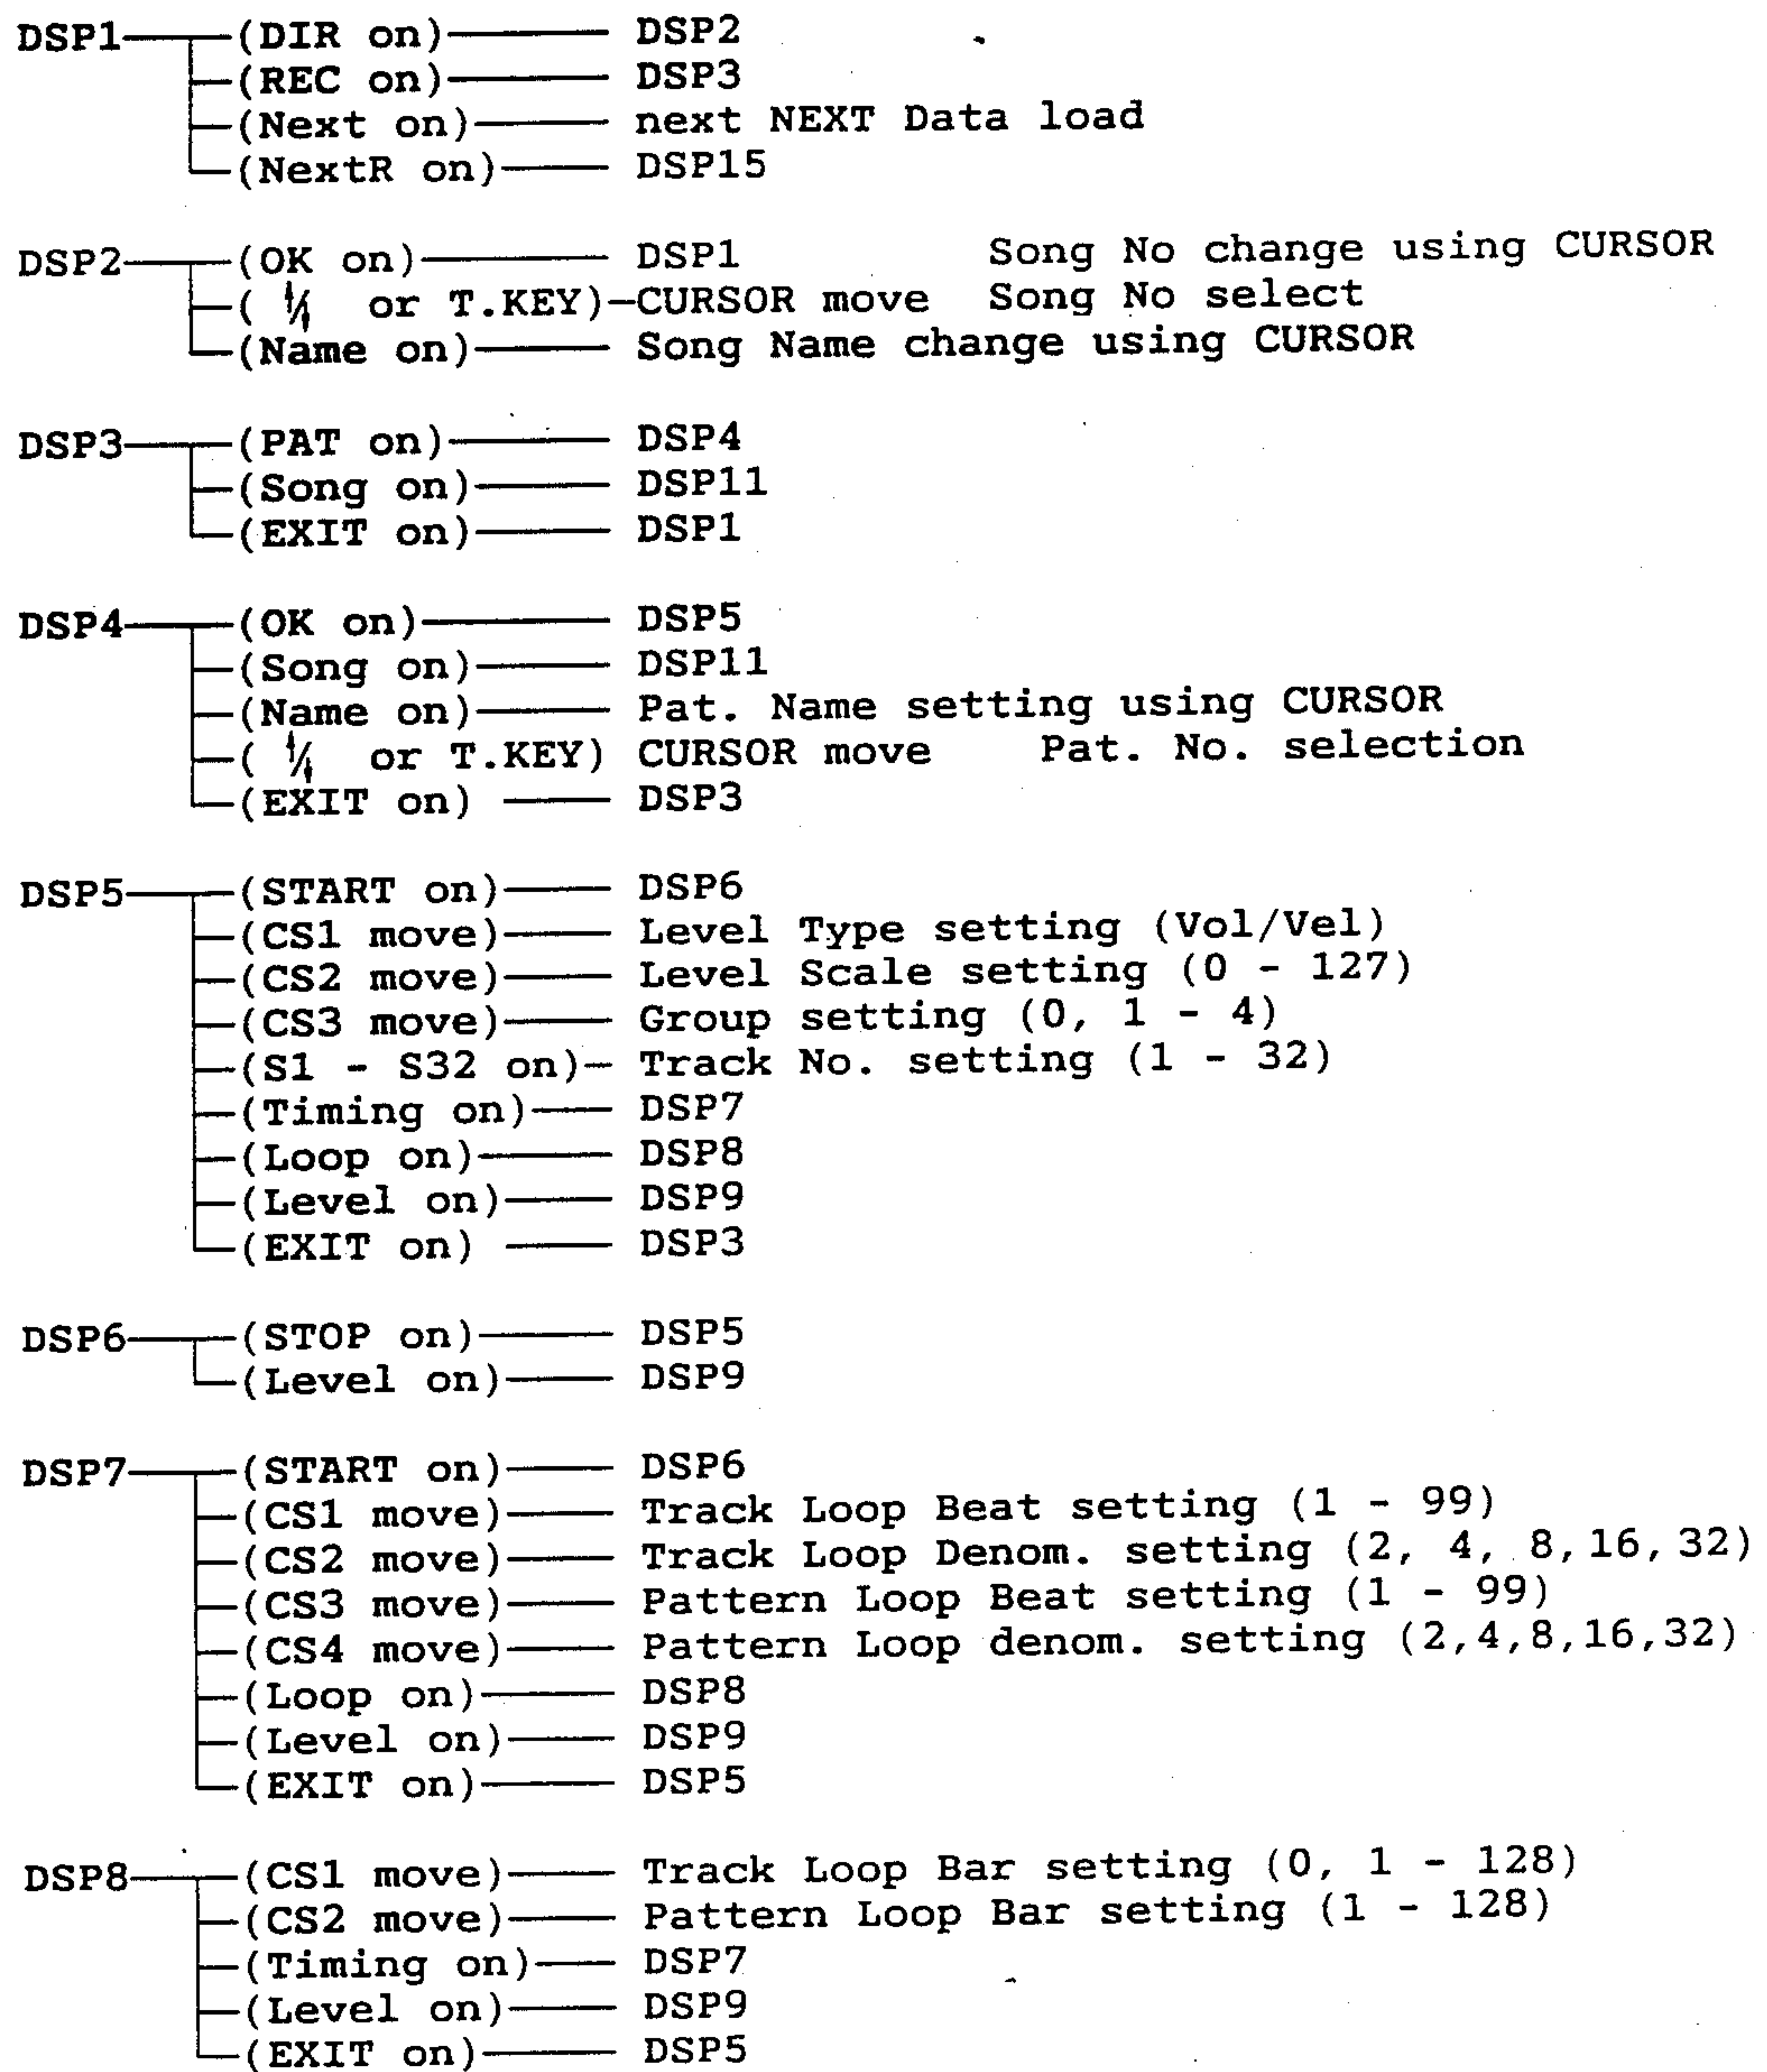 DSP1 (DIR on) DSP2
(REC on) DSP3
(Next on) next NEXT Data load
(NextR on) DSP15
DSP2 (OK on) DSP1 Song No change using CURSOR
( or T.KEY) CURSOR move Song No select
(Name on) Song Name change using CURSOR
DSP3 (PAT on) DSP4
(Song on) DSP11
(EXIT on) DSP1
DSP4 (OK on) DSP5
(Song on) DSP11
(Name on) Pat. Name setting using CURSOR
( or T.KEY) CURSOR move Pat. No. selection
(EXIT on) DSP3
DSP5 (START on) DSP6
(CS1 move) Level Type setting (Vol/Vel)
(CS2 move) Level Scale setting (0 - 127)
(CS3 move) Group setting (0, 1 - 4)
(S1 - S32 on) Track No. setting (1 - 32)
(Timing on) DSP7
(Loop on) DSP8
(Level on) DSP9
(EXIT on) DSP3
DSP6 (STOP on) DSP5
(Level on) DSP9
DSP7 (START on) DSP6
(CS1 move) Track Loop Beat setting (1 - 99)
(CS2 move) Track Loop Denom. setting (2, 4, 8,16,32)
(CS3 move) Pattern Loop Beat setting (1 - 99)
(CS4 move) Pattern Loop denom. setting (2,4,8,16,32)
(Loop on) DSP8
(Level on) DSP9
(EXIT on) DSP5
DSP8 (CS1 move) Track Loop Bar setting (0, 1 - 128)
(CS2 move) Pattern Loop Bar setting (1 - 128)
(Timing on) DSP7
(Level on) DSP9
(EXIT on) DSP5